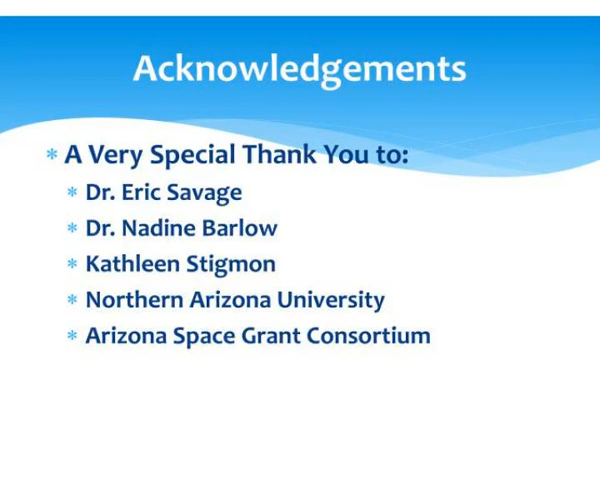 Acknowledgements
* A Very Special Thank You to:
* Dr. Eric Savage
* Dr. Nadine Barlow
* Kathleen Stigmon
* Northern Arizona University
* Arizona Space Grant Consortium